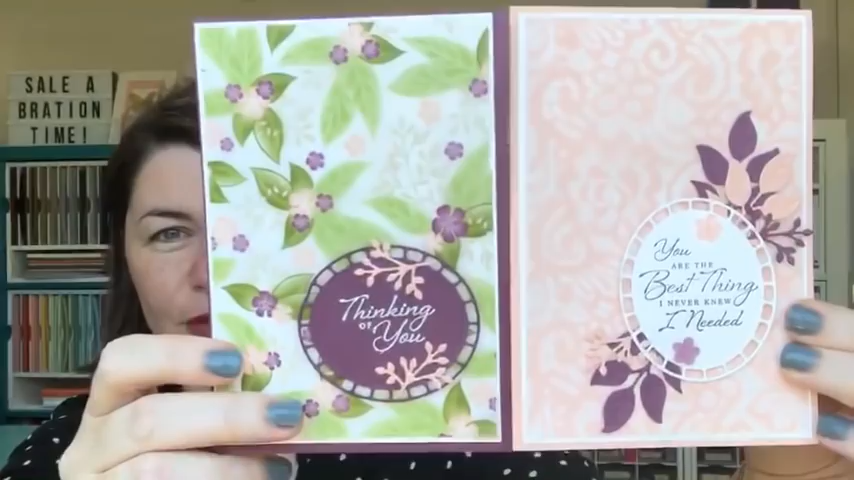 SALE A
BRATION
TIME!
Thinking
of
You
You
ARE THE
Best Thing
I NEVER KNEW
I Needed